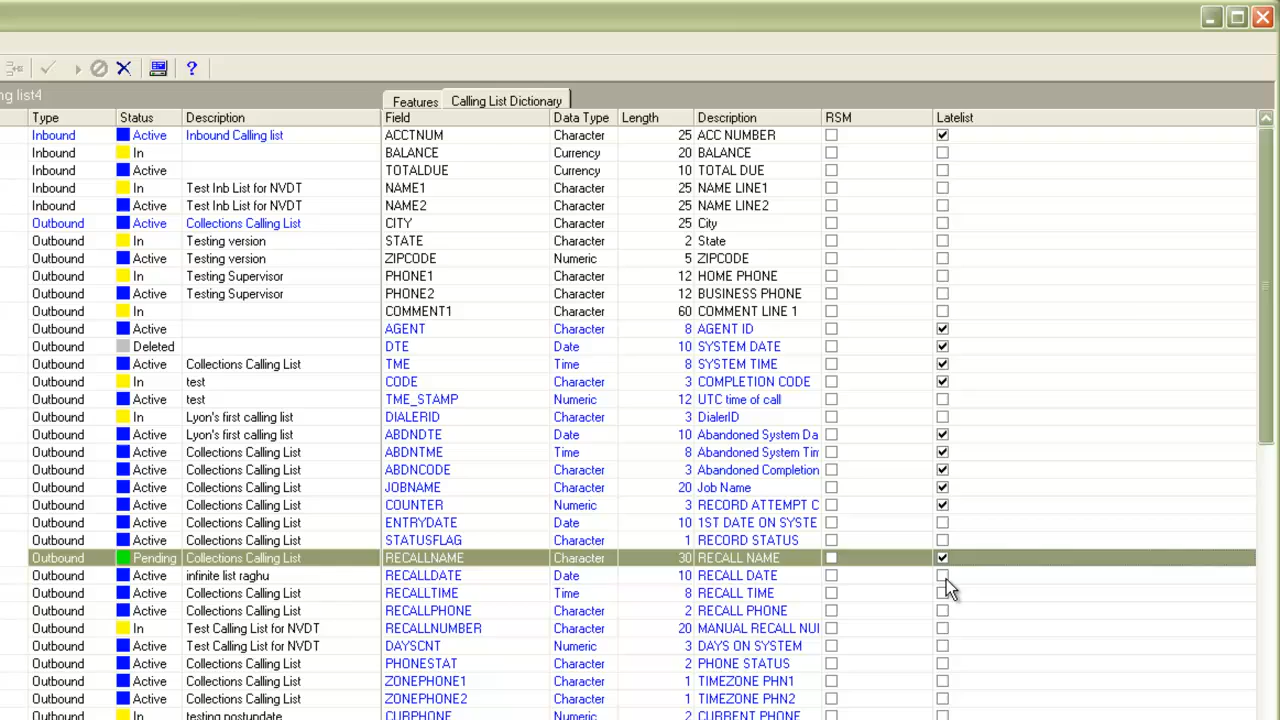 ng list4
Features Calling List Dictionary
Type Status Description Field Data Type Length Description RSM Latelist
Inbound Active Inbound Calling list ACCTNUM Character 25 ACC NUMBER
Inbound In BALANCE Currency 20 BALANCE
Inbound Active TOTALDUE Currency 10 TOTAL DUE
Inbound In Test Inb List for NVDT NAME1 Character 25 NAME LINE1
Inbound Active Test Inb List for NVDT NAME2 Character 25 NAME LINE2
Outbound Active Collections Calling List CITY Character 25 City
Outbound In Testing version STATE Character 2 State
Outbound Active Testing version ZIPCODE Numeric 5 ZIPCODE
Outbound In Testing Supervisor PHONE1 Character 12 HOME PHONE
Outbound Active Testing Supervisor PHONE2 Character 12 BUSINESS PHONE
Outbound In COMMENT1 Character 60 COMMENT LINE 1
Outbound Active AGENT Character 8 AGENT ID
Outbound Deleted DTE Date 10 SYSTEM DATE
Outbound Active Collections Calling List TME Time 8 SYSTEM TIME
Outbound In test CODE Character 3 COMPLETION CODE
Outbound Active test TME_STAMP Numeric 12 UTC time of call
Outbound In Lyon's first calling list DIALERID Character 3 DialerID
Outbound Active Lyon's first calling list ABDNDTE Date 10 Abandoned System Da
Outbound Active Collections Calling List ABDNTME Time 8 Abandoned System Tim
Outbound Active Collections Calling List ABDNCODE Character 3 Abandoned Completion
Outbound Active Collections Calling List JOBNAME Character 20 Job Name
Outbound Active Collections Calling List COUNTER Numeric 3 RECORD ATTEMPT C
Outbound Active Collections Calling List ENTRYDATE Date 10 1ST DATE ON SYSTE
Outbound Active Collections Calling List STATUSFLAG Character 1 RECORD STATUS
Outbound Pending Collections Calling List RECALLNAME Character 30 RECALL NAME
Outbound Active infinite list raghu RECALLDATE Date 10 RECALL DATE
Outbound Active Collections Calling List RECALLTIME Time 8 RECALL TIME
Outbound Active Collections Calling List RECALLPHONE Character 2 RECALL PHONE
Outbound In Test Calling List for NVDT RECALLNUMBER Character 20 MANUAL RECALL NUI
Outbound Active Test Calling List for NVDT DAYSCNT Numeric 3 DAYS ON SYSTEM
Outbound Active Collections Calling List PHONESTAT Character 2 PHONE STATUS
Outbound Active Collections Calling List ZONEPHONE1 Character 1 TIMEZONE PHN1
Outbound Active Collections Calling List ZONEPHONE2 Character 1 TIMEZONE PHN2
Outbound In testing postupdate CURPHONE Numeric 2 CURRENT PHONE